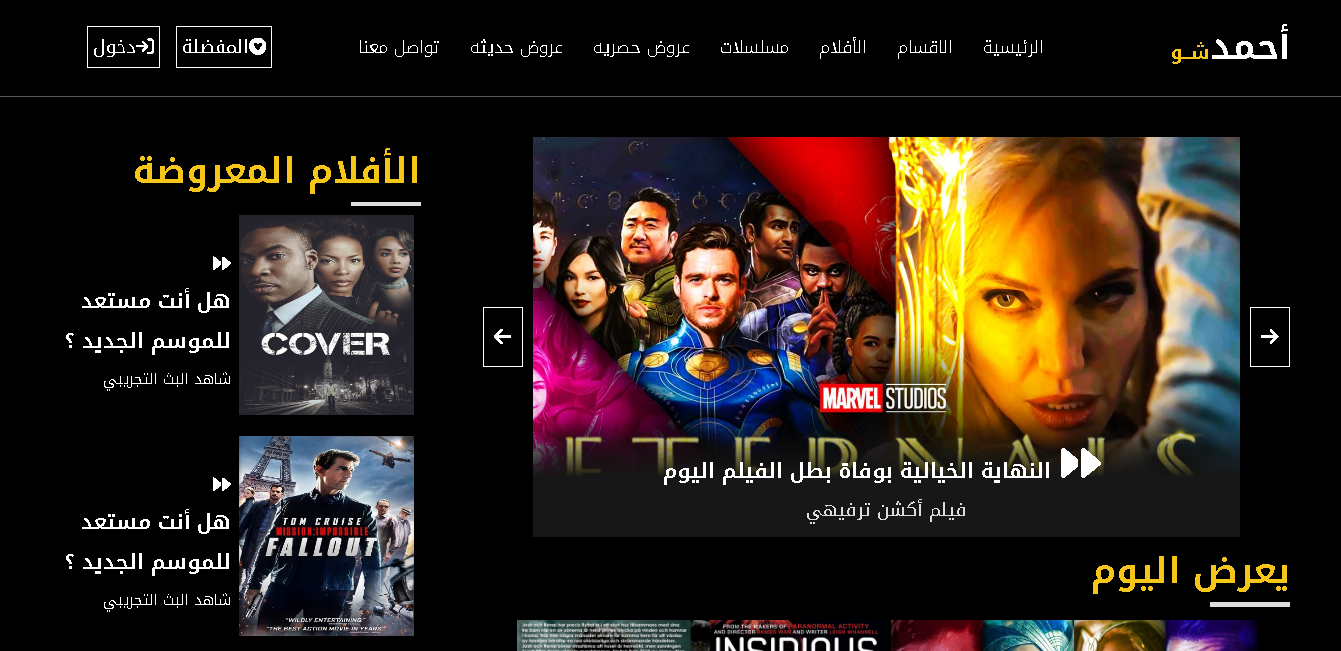 أحمد شـو
الرئيسية
الاقسام
الأفلام
مسلسلات
عروض حصريه
عروض حديثه
تواصل معنا
المفضلة
دخول
MARVEL STUDIOS
ETERNALS
النهاية الخيالية بوفاة بطل الفيلم اليوم
فيلم أكشن ترفيهي
يعرض اليوم
FROM THE MAKERS OF PARANORMAL ACTIVITY
AND DIRECTOR JAMES WAN AND WRITER LEIGH WHANNELL
INSIDIOUS
الأفلام المعروضة
COVER
هل أنت مستعد
للموسم الجديد ؟
شاهد البث التجريبي
TOM CRUISE
MISSION:IMPOSSIBLE
FALLOUT
"WILDLY ENTERTAINING"
"THE BEST ACTION MOVIE IN YEARS"
هل أنت مستعد
للموسم الجديد ؟
شاهد البث التجريبي